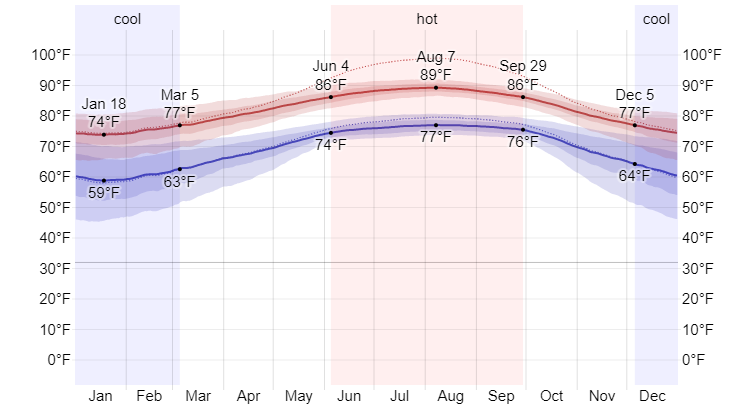 cool hot cool
100°F 100°F
Aug 7
Jun 4 Sep 29
89°F
90°F 86°F 86°F 90°F
Jan 18 Mar 5 Dec 5
80°F 74°F 77°F 77°F 80°F
70°F 74°F 77°F 76°F 70°F
60°F 59°F 63°F 64°F 60°F
50°F 50°F
40°F 40°F
30°F 30°F
20°F 20°F
10°F 10°F
0°F 0°F
Jan Feb Mar Apr May Jun Jul Aug Sep Oct Nov Dec